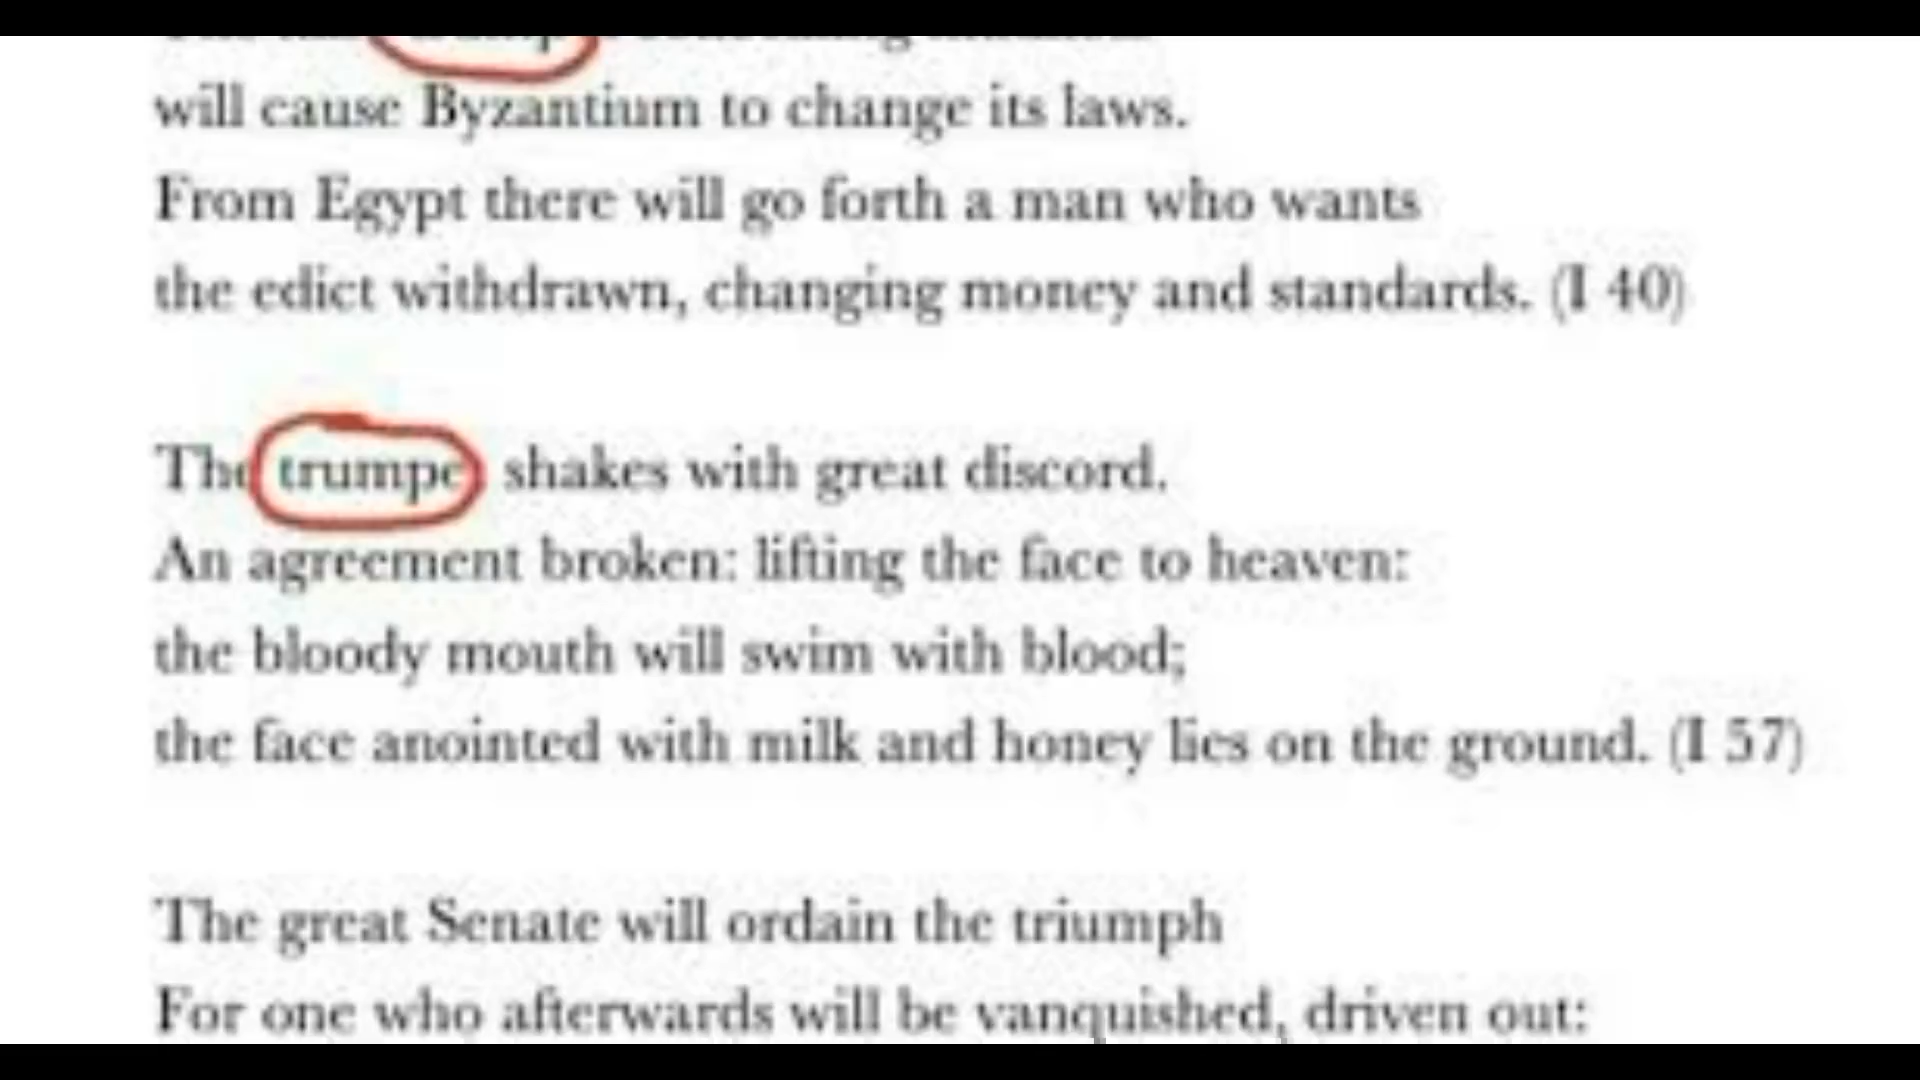 will cause Byzantium to change its laws.
From Egypt there will go forth a man who wants
the edict withdrawn, changing money and standards. (I 40)
The trumpe shakes with great discord.
An agreement broken: lifting the face to heaven:
the bloody mouth will swim with blood;
the face anointed with milk and honey lies on the ground. (I 57)
The great Senate will ordain the triumph
For one who afterwards will be vanquished, driven out: